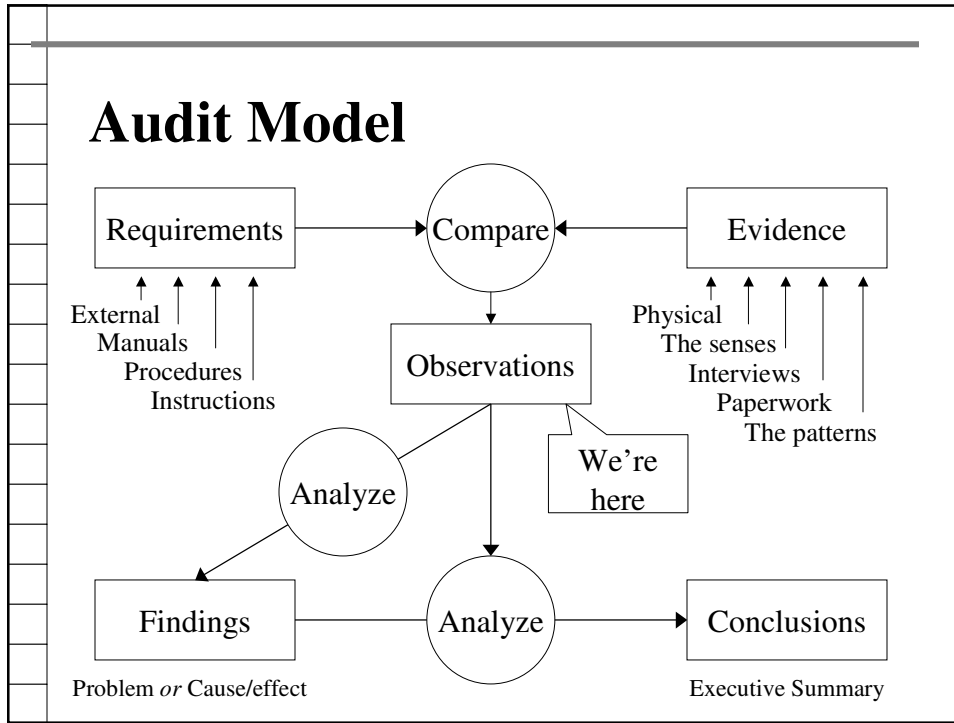 Audit Model
Requirements
Compare
Evidence
External
Manuals
Procedures
Instructions
Physical
The senses
Interviews
Paperwork
The patterns
Observations
We're
here
Analyze
Findings
Analyze
Conclusions
Problem or Cause/effect
Executive Summary